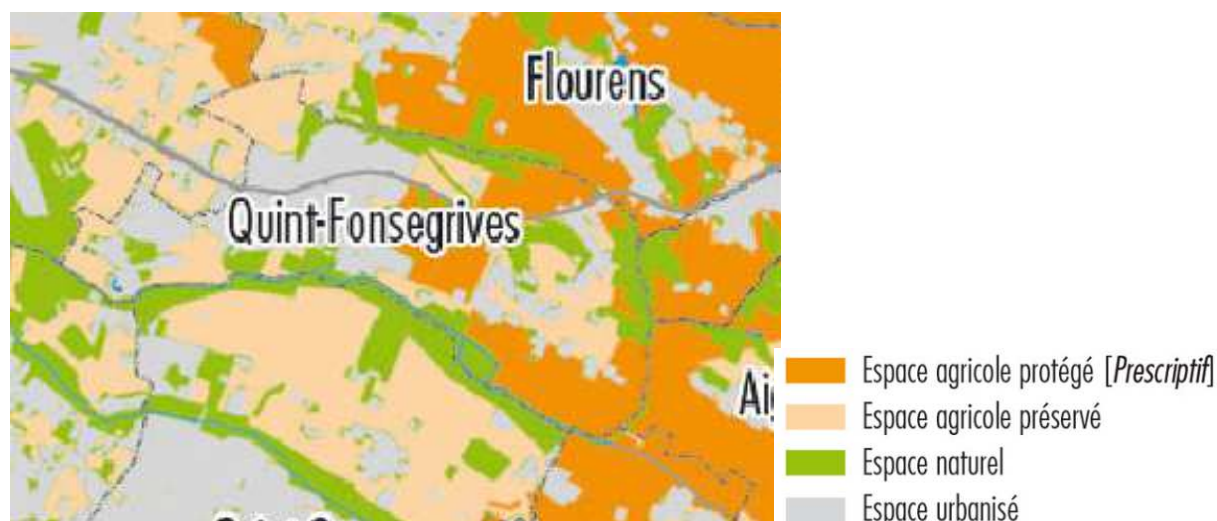 Flourens
Quint-Fonsegrives
Espace agricole protégé [Prescriptif]
Espace agricole préservé
Espace naturel
Espace urbanisé